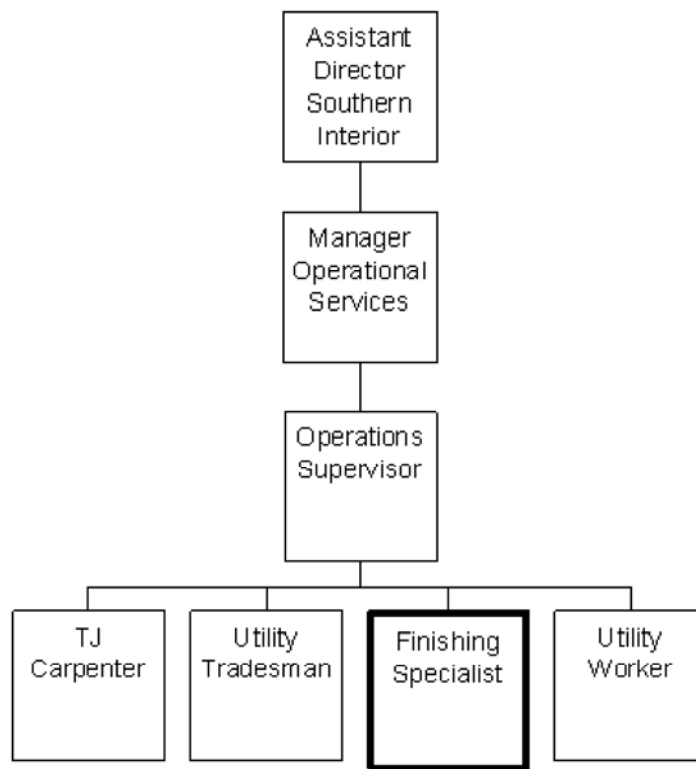 Assistant
Director
Southern
Interior
Manager
Operational
Services
Operations
Supervisor
TJ
Carpenter
Utility
Tradesman
Finishing
Specialist
Utility
Worker